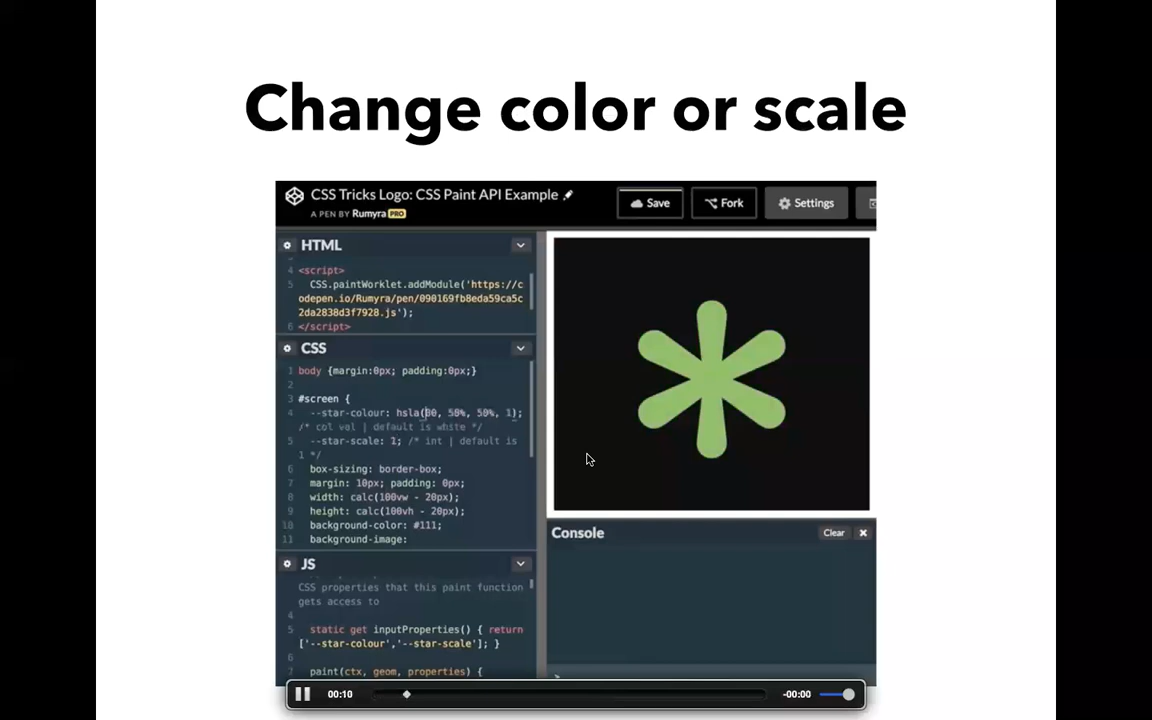 Change color or scale
CSS Tricks Logo: CSS Paint API Example
A PEN BY Rumyra PRO
Save
Fork
Settings
HTML
4 <script>
5 CSS.paintWorklet.addModule('https://c
odepen.io/Rumyra/pen/090169fb8eda59ca5c
2da2838d3f7928.js');
6 </script>
CSS
1 body {margin:0px; padding:0px;}
2
3 #screen {
4 --star-colour: hsla(90, 50%, 50%, 1);
/* col val | default is white */
5 --star-scale: 1; /* int | default is
1 */
6 box-sizing: border-box;
7 margin: 10px; padding: 0px;
8 width: calc(100vw - 20px);
9 height: calc(100vh - 20px);
10 background-color: #111;
11 background-image:
JS
CSS properties that this paint function
gets access to
4
5 static get inputProperties() { return
['--star-colour','--star-scale']; }
6
7 paint(ctx, geom, properties) {
Console
Clear
00:10
-00:00